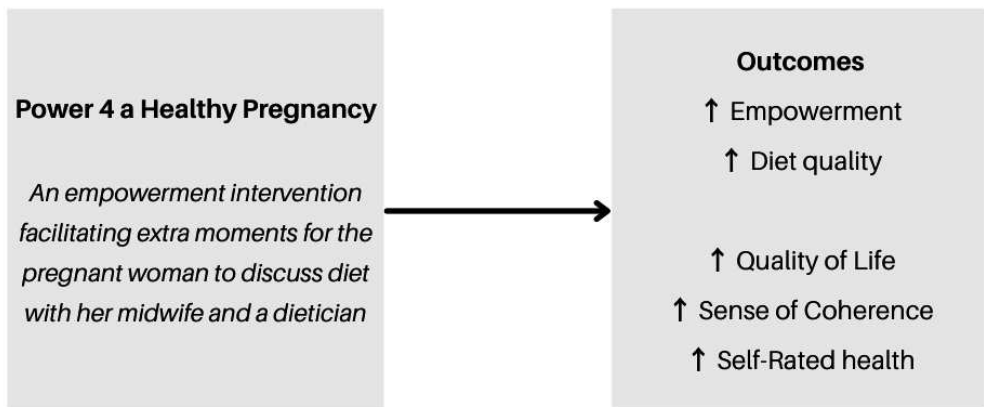 Power 4 a Healthy Pregnancy
An empowerment intervention
facilitating extra moments for the
pregnant woman to discuss diet
with her midwife and a dietician
Outcomes
↑ Empowerment
↑ Diet quality
↑ Quality of Life
↑ Sense of Coherence
↑ Self-Rated health